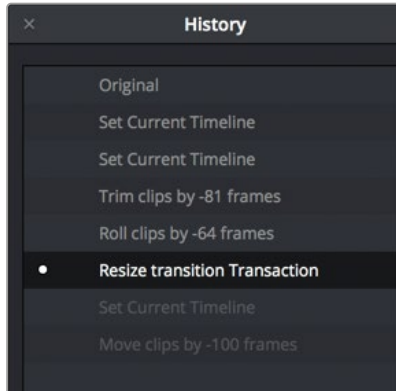 History
Original
Set Current Timeline
Set Current Timeline
Trim clips by -81 frames
Roll clips by -64 frames
Resize transition Transaction
Set Current Timeline
Move clips by -100 frames